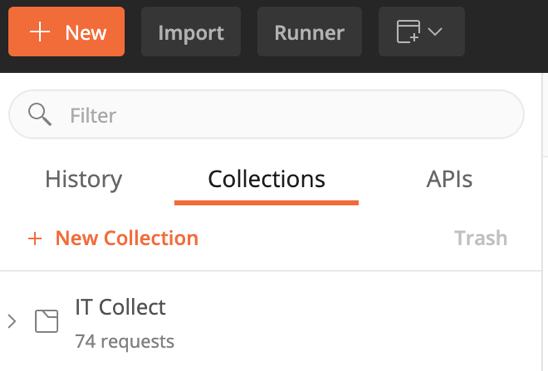 + New Import Runner
Filter
History Collections APIs
+ New Collection Trash
IT Collect
74 requests